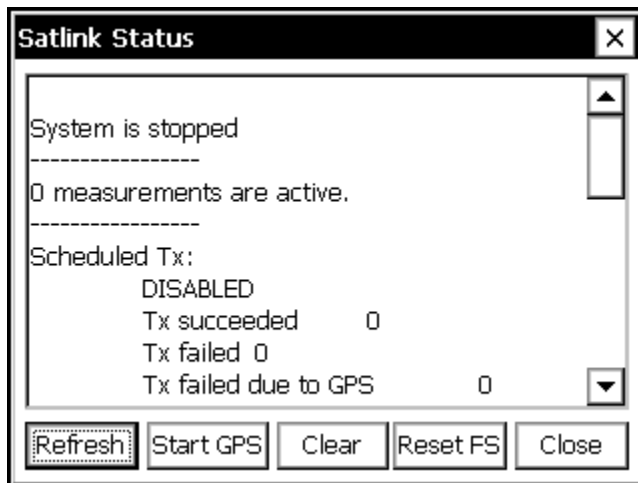 Satlink Status
System is stopped
-----------------
0 measurements are active.
-----------------
Scheduled Tx:
DISABLED
Tx succeeded 0
Tx failed 0
Tx failed due to GPS 0
Refresh Start GPS Clear Reset FS Close